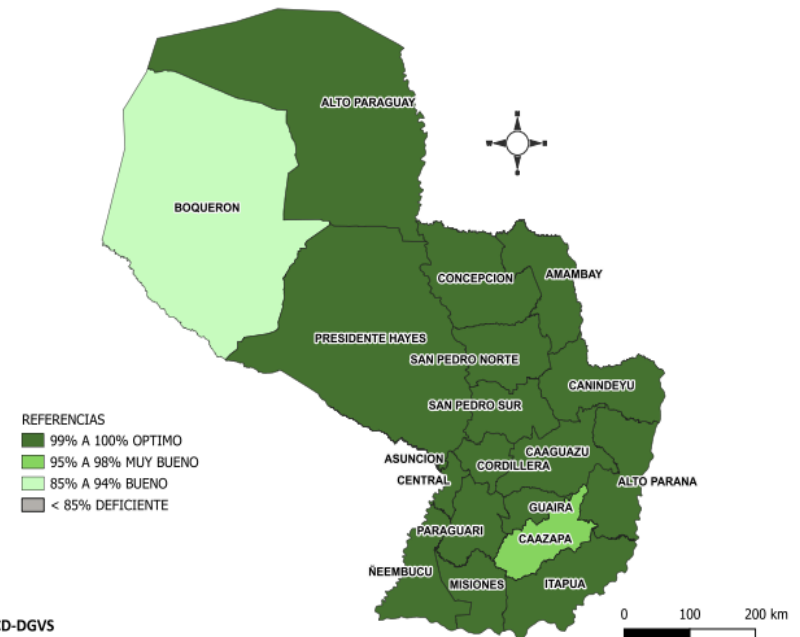 ALTO PARAGUAY
BOQUERON
CONCEPCION
AMAMBAY
PRESIDENTE HAYES
SAN PEDRO NORTE
CANINDEYU
SAN PEDRO SUR
REFERENCIAS
99% A 100% OPTIMO
95% A 98% MUY BUENO
85% A 94% BUENO
< 85% DEFICIENTE
ASUNCION
CAAGUAZU
CORDILLERA
CENTRAL
ALTO PARANA
GUAIRA
PARAGUARI
CAAZAPA
ÑEEMBUCU
MISIONES
ITAPUA
0 100 200 km
CD-DGVS